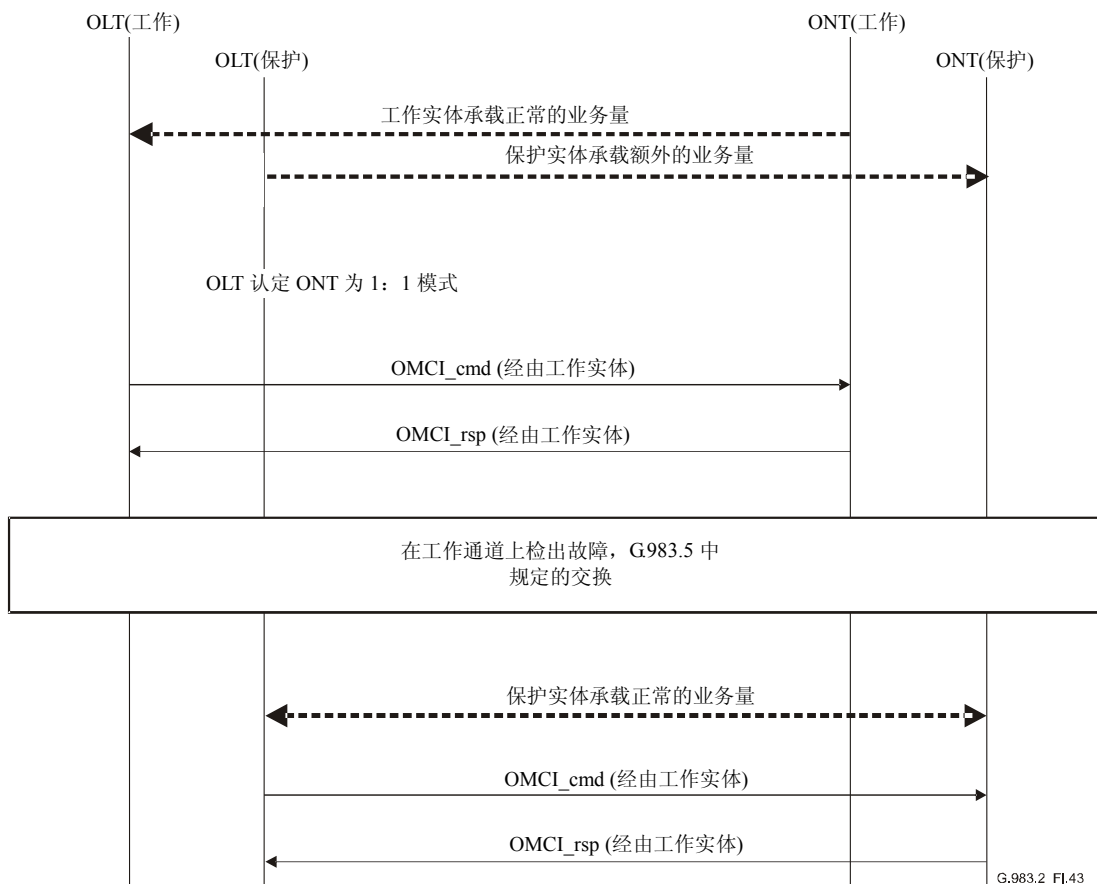 OLT(工作)
ONT(工作)
OLT(保护)
ONT(保护)
工作实体承载正常的业务量
保护实体承载额外的业务量
OLT 认定 ONT 为 1：1 模式
OMCI_cmd (经由工作实体)
OMCI_rsp (经由工作实体)
在工作通道上检出故障，G.983.5 中
规定的交换
保护实体承载正常的业务量
OMCI_cmd (经由工作实体)
OMCI_rsp (经由工作实体)
G.983.2_FI.43